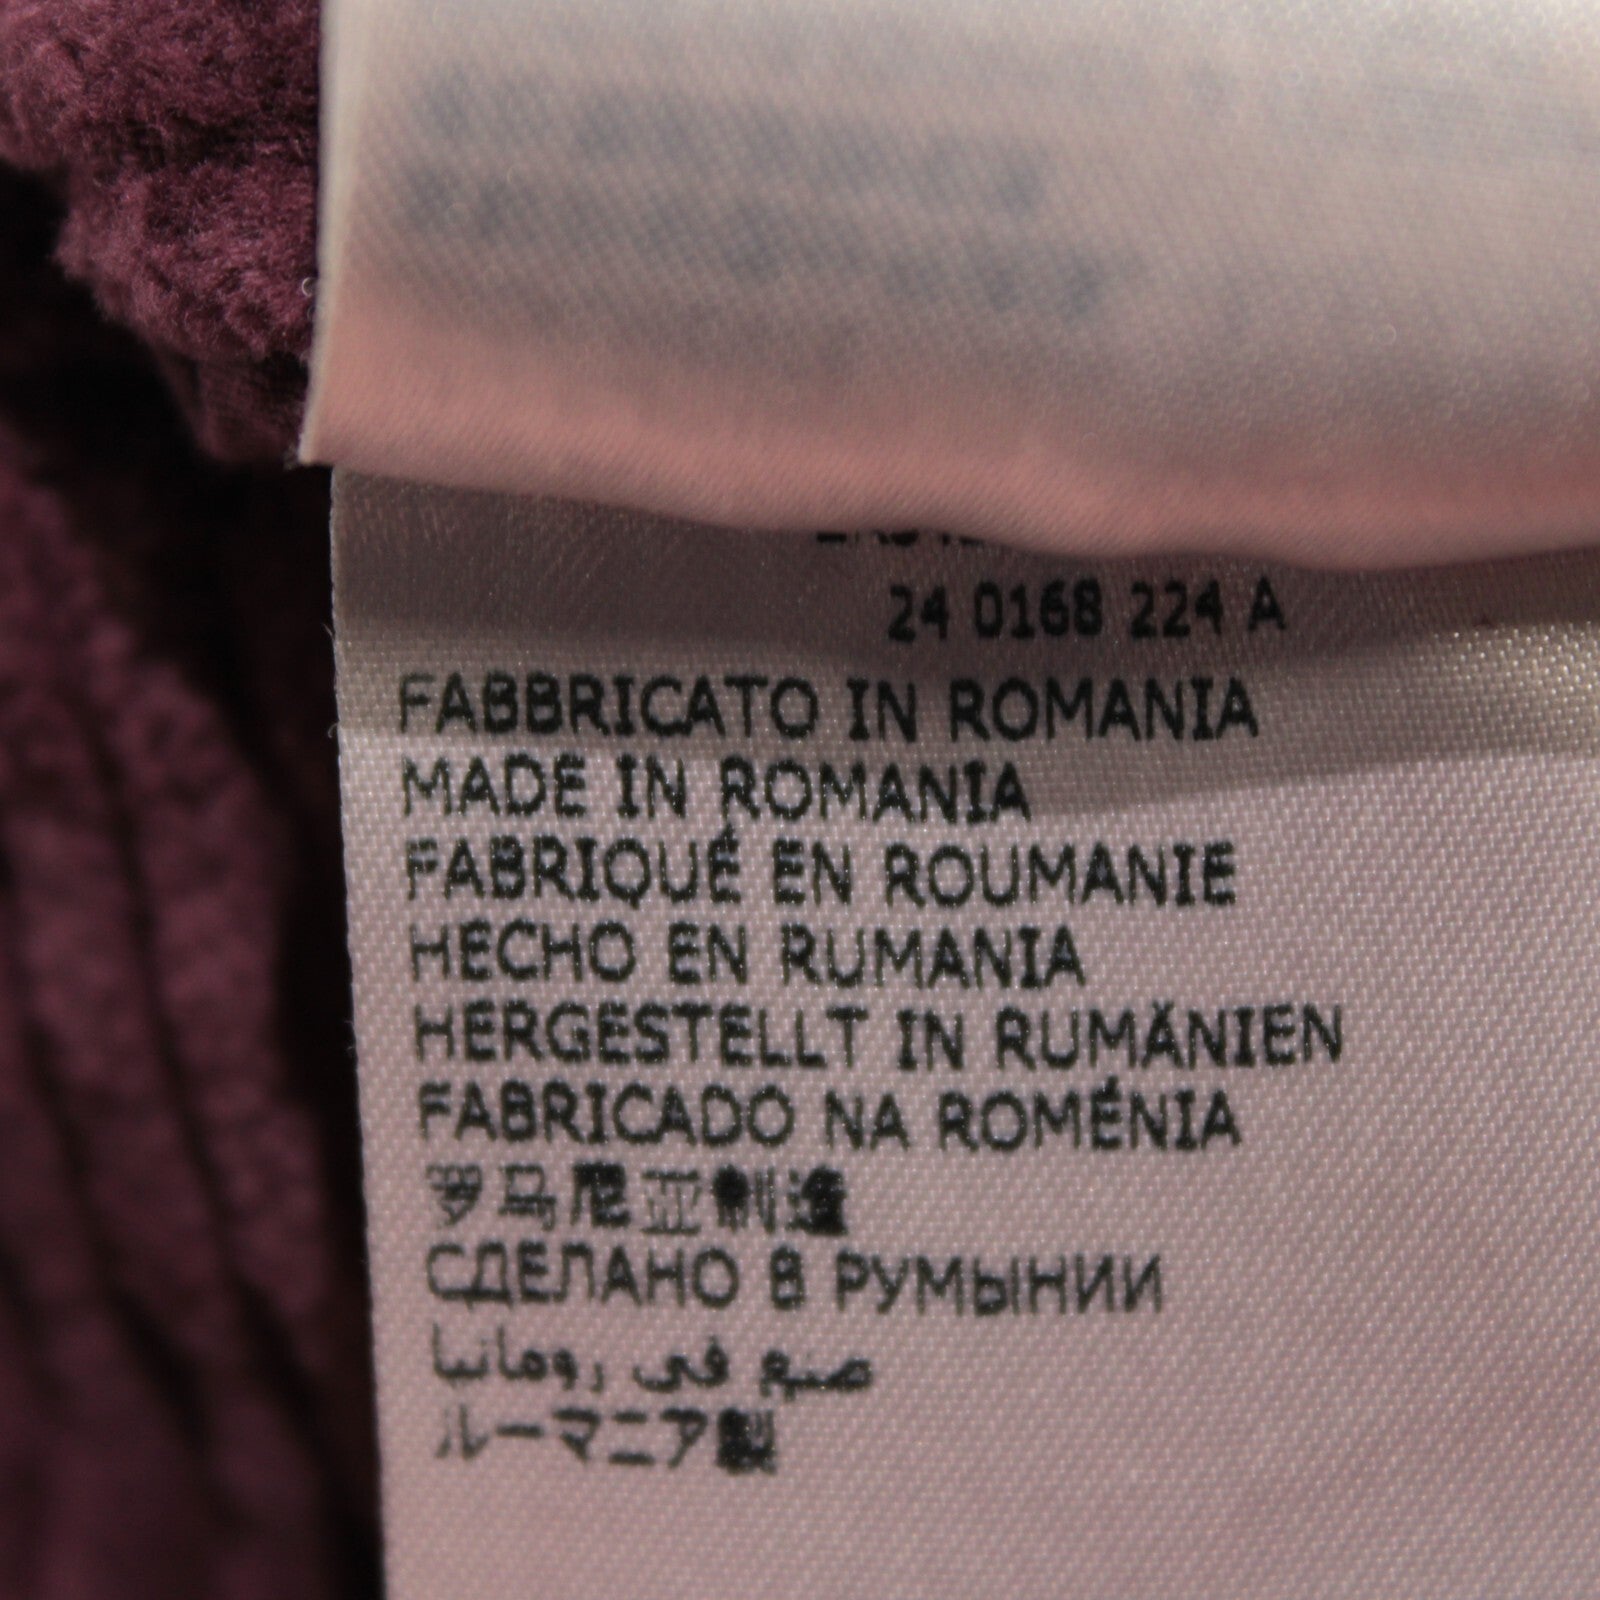 24 0168 224 A
FABBRICATO IN ROMANIA
MADE IN ROMANIA
FABRIQUÉ EN ROUMANIE
HECHO EN RUMANIA
HERGESTELLT IN RUMÄNIEN
FABRICADO NA ROMÉNIA
罗马尼亚制造
СДЕЛАНО В РУМЫНИИ
صنع في رومانيا
ルーマニア製